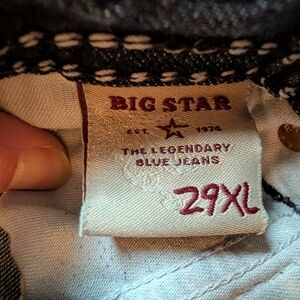 BIG STAR
EST. 1974
THE LEGENDARY
BLUE JEANS
29XL